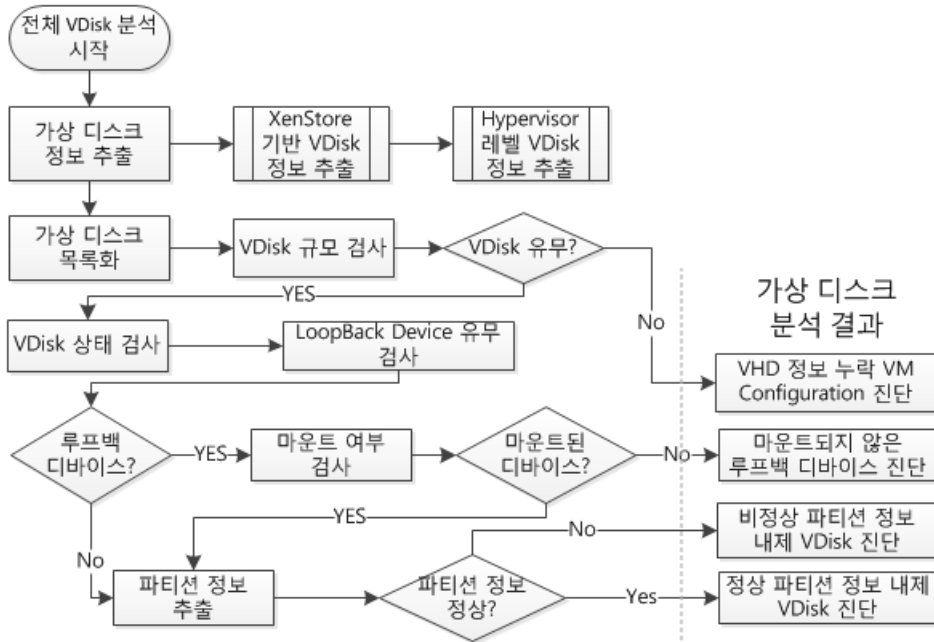 전체 VDisk 분석
시작
가상 디스크
정보 추출
XenStore
기반 VDisk
정보 추출
Hypervisor
레벨 VDisk
정보 추출
가상 디스크
목록화
VDisk 규모 검사
VDisk 유무?
YES
No
가상 디스크
분석 결과
VDisk 상태 검사
LoopBack Device 유무
검사
VHD 정보 누락 VM
Configuration 진단
루프백
디바이스?
YES
마운트 여부
검사
마운트된
디바이스?
No
마운트되지 않은
루프백 디바이스 진단
YES
No
비정상 파티션 정보
내제 VDisk 진단
No
파티션 정보
추출
파티션 정보
정상?
Yes
정상 파티션 정보 내제
VDisk 진단